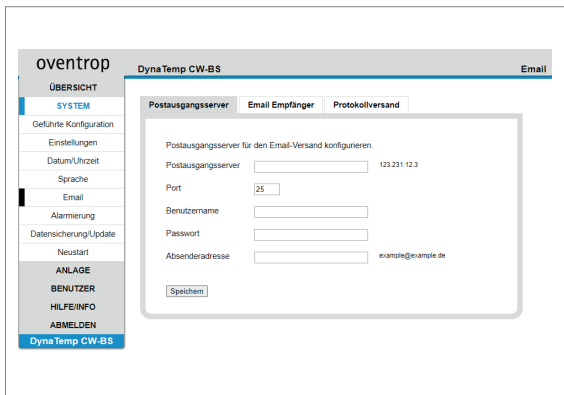 oventrop
DynaTemp CW-BS
Email
ÜBERSICHT
SYSTEM
Geführte Konfiguration
Einstellungen
Datum/Uhrzeit
Sprache
Email
Alarmierung
Datensicherung/Update
Neustart
ANLAGE
BENUTZER
HILFE/INFO
ABMELDEN
DynaTemp CW-BS
Postausgangsserver
Email Empfänger
Protokollversand
Postausgangsserver für den Email-Versand konfigurieren.
Postausgangsserver 123.231.12.3
Port 25
Benutzername
Passwort
Absenderadresse example@example.de
Speichern